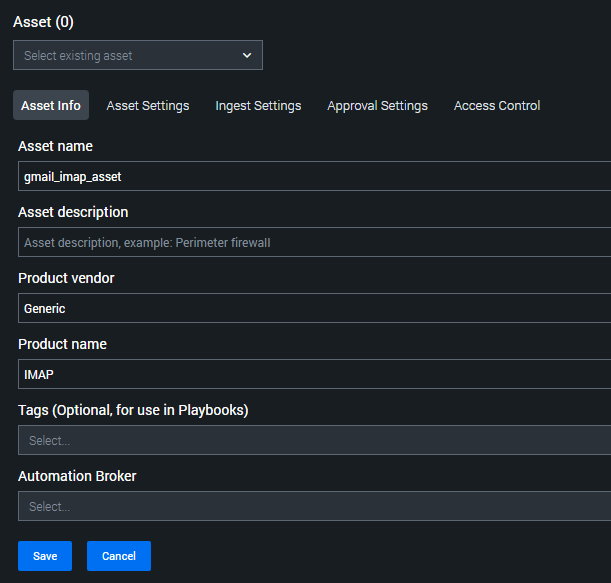 Asset (0)
Select existing asset
Asset Info Asset Settings Ingest Settings Approval Settings Access Control
Asset name
gmail_imap_asset
Asset description
Asset description, example: Perimeter firewall
Product vendor
Generic
Product name
IMAP
Tags (Optional, for use in Playbooks)
Select...
Automation Broker
Select...
Save Cancel